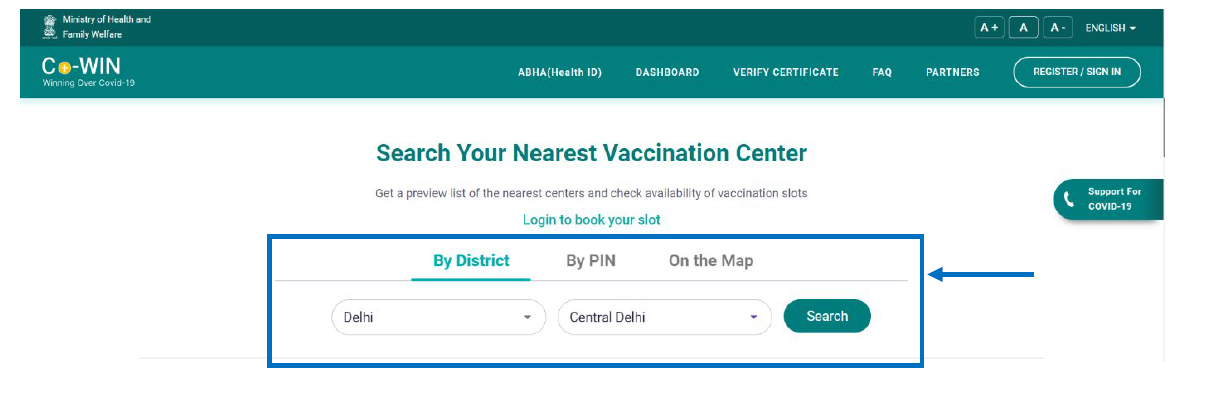 Ministry of Health and
Family Welfare
A+ A A- ENGLISH
Co-WIN
Winning Over Covid-19
ABHA(Health ID) DASHBOARD VERIFY CERTIFICATE FAQ PARTNERS REGISTER / SIGN IN
Search Your Nearest Vaccination Center
Get a preview list of the nearest centers and check availability of vaccination slots
Support For
COVID-19
Login to book your slot
By District By PIN On the Map
Delhi Central Delhi Search